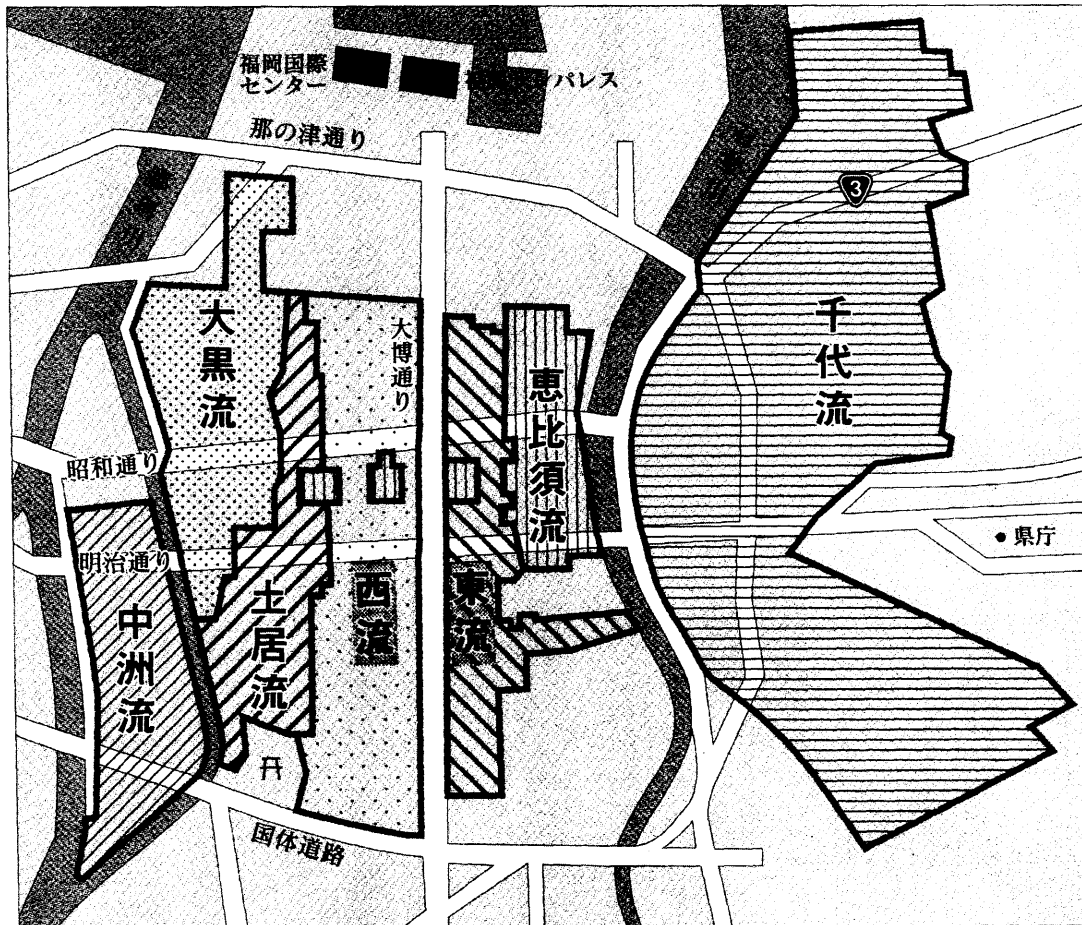 福岡国際
センター
パレス
那の津通り
3
大黒流
大博通り
恵比須流
千代流
昭和通り
明治通り
県庁
中洲流
土居流
西流
東流
国体道路